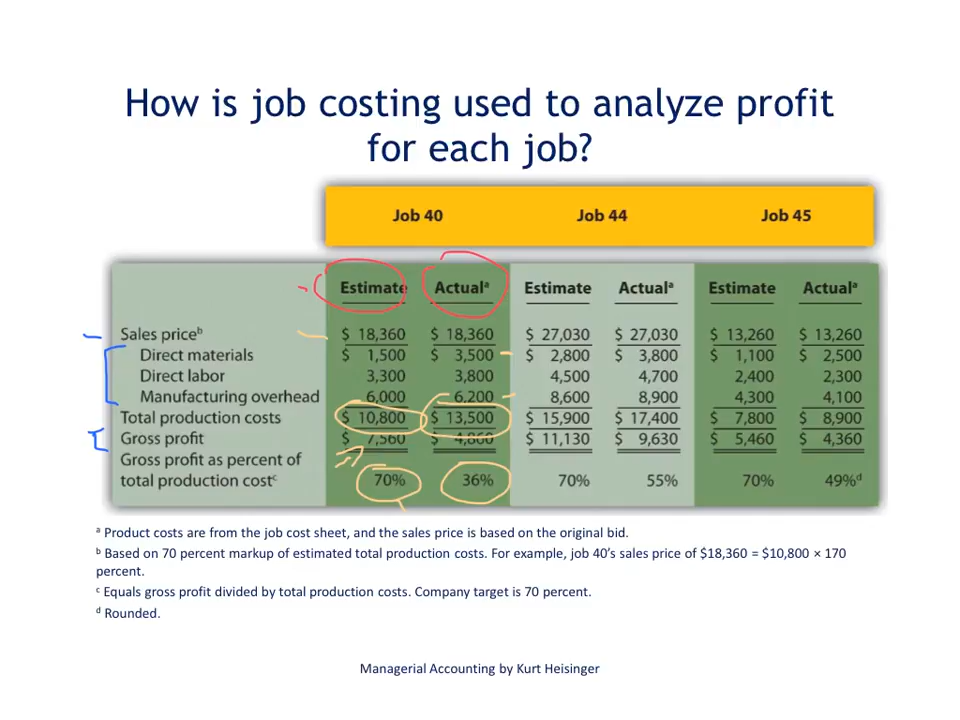 How is job costing used to analyze profit
for each job?
Job 40 Job 44 Job 45
Estimate Actualᵃ Estimate Actualᵃ Estimate Actualᵃ
Sales priceᵇ $ 18,360 $ 18,360 $ 27,030 $ 27,030 $ 13,260 $ 13,260
Direct materials $ 1,500 $ 3,500 $ 2,800 $ 3,800 $ 1,100 $ 2,500
Direct labor 3,300 3,800 4,500 4,700 2,400 2,300
Manufacturing overhead 6,000 6,200 8,600 8,900 4,300 4,100
Total production costs $ 10,800 $ 13,500 $ 15,900 $ 17,400 $ 7,800 $ 8,900
Gross profit $ 7,560 $ 4,860 $ 11,130 $ 9,630 $ 5,460 $ 4,360
Gross profit as percent of
total production costᶜ 70% 36% 70% 55% 70% 49%ᵈ
ᵃ Product costs are from the job cost sheet, and the sales price is based on the original bid.
ᵇ Based on 70 percent markup of estimated total production costs. For example, job 40’s sales price of $18,360 = $10,800 × 170
percent.
ᶜ Equals gross profit divided by total production costs. Company target is 70 percent.
ᵈ Rounded.
Managerial Accounting by Kurt Heisinger